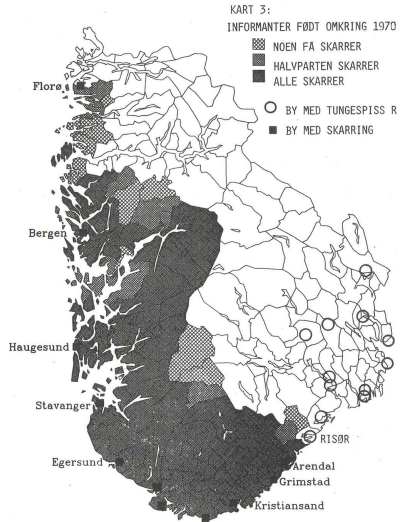 KART 3:
INFORMANTER FØDT OMKRING 1970
NOEN FÅ SKARRER
HALVPARTEN SKARRER
ALLE SKARRER
BY MED TUNGESPISS R
BY MED SKARRING
Florø
Bergen
Haugesund
Stavanger
Egersund
RISØR
Arendal
Grimstad
Kristiansand